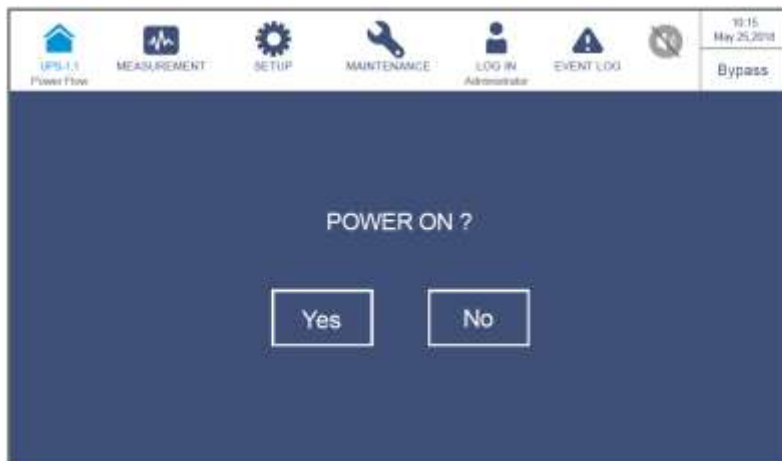 UPS-1.1
Power Flow
MEASUREMENT
SETUP
MAINTENANCE
LOG IN
Administrator
EVENT LOG
10:15
May 25,2018
Bypass
POWER ON ?
Yes
No